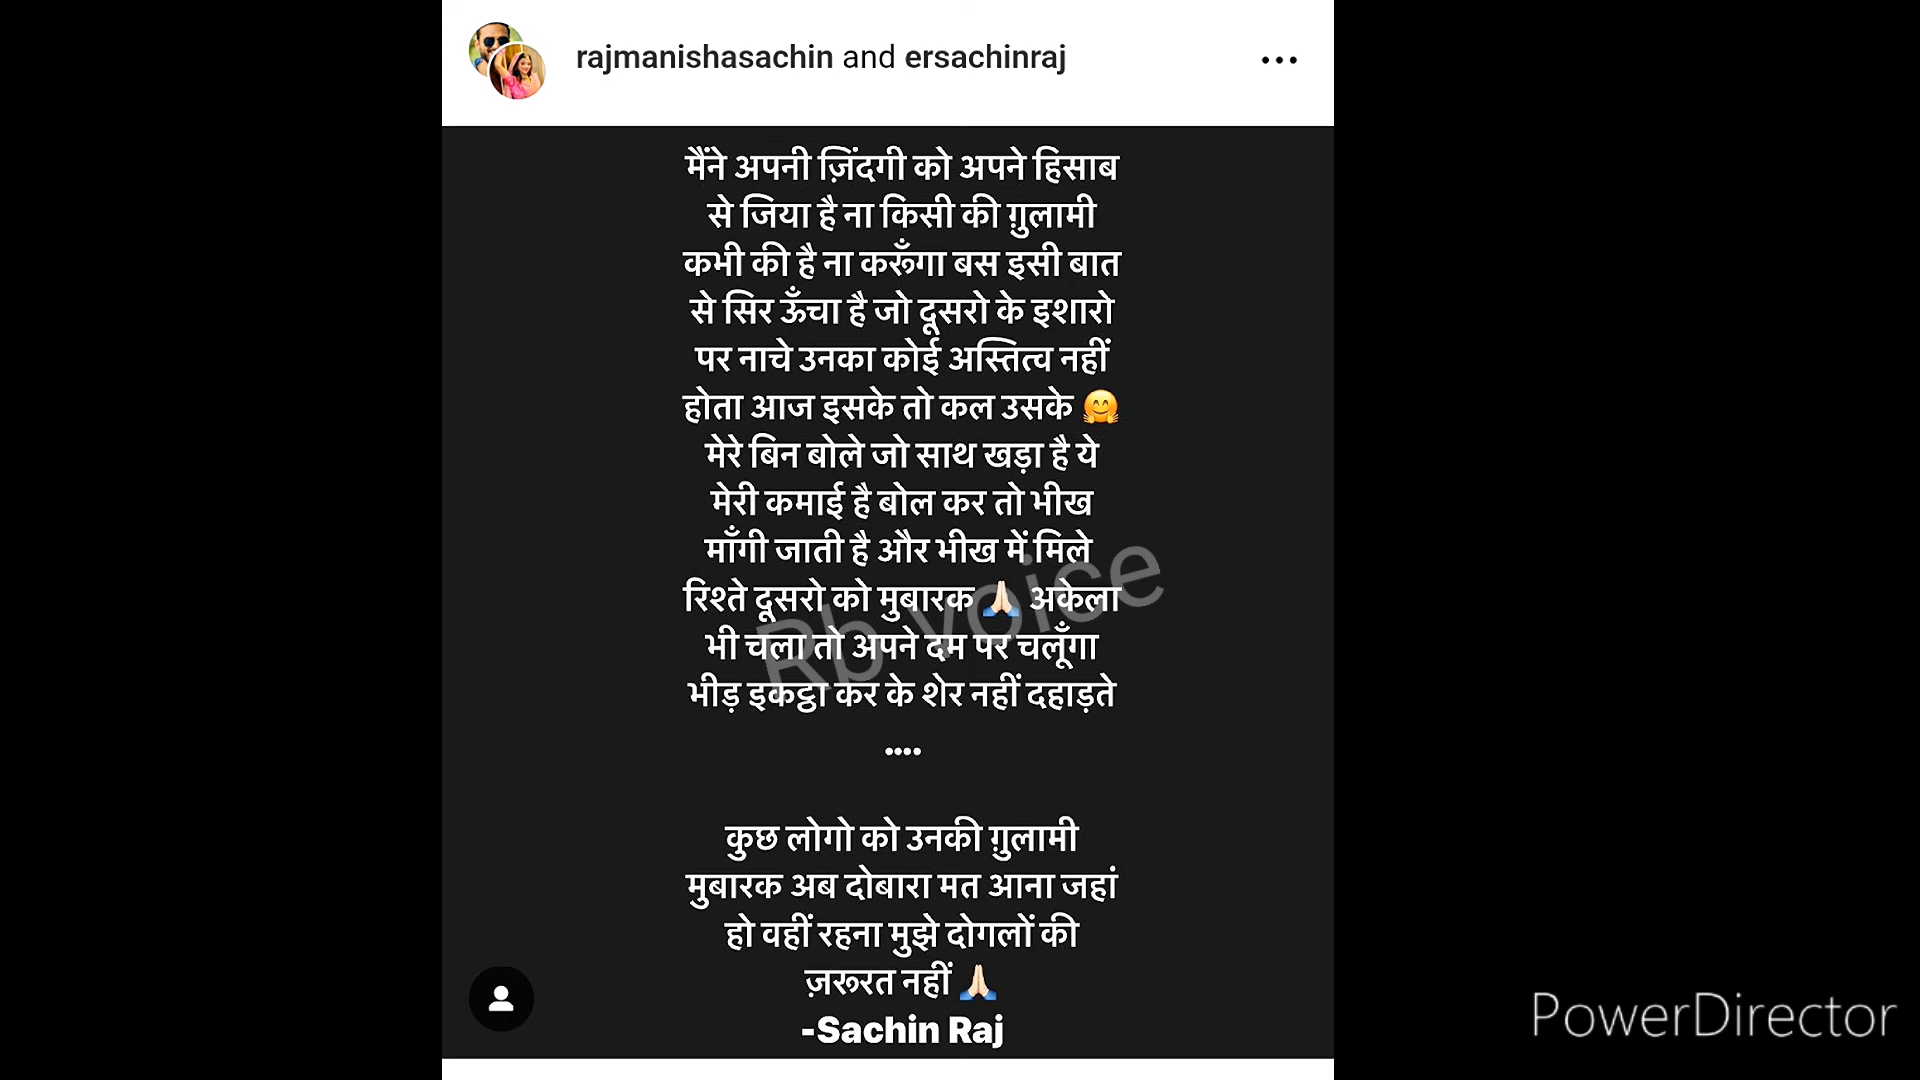 rajmanishasachin and ersachinraj
मैंने अपनी ज़िंदगी को अपने हिसाब
से जिया है ना किसी की ग़ुलामी
कभी की है ना करूँगा बस इसी बात
से सिर ऊँचा है जो दूसरो के इशारो
पर नाचे उनका कोई अस्तित्व नहीं
होता आज इसके तो कल उसके 🤗
मेरे बिन बोले जो साथ खड़ा है ये
मेरी कमाई है बोल कर तो भीख
माँगी जाती है और भीख में मिले
रिश्ते दूसरो को मुबारक 🙏🏻 अकेला
भी चला तो अपने दम पर चलूँगा
भीड़ इकट्ठा कर के शेर नहीं दहाड़ते
....
कुछ लोगो को उनकी ग़ुलामी
मुबारक अब दोबारा मत आना जहां
हो वहीं रहना मुझे दोगलों की
ज़रूरत नहीं 🙏🏻
-Sachin Raj
Rb voice
PowerDirector